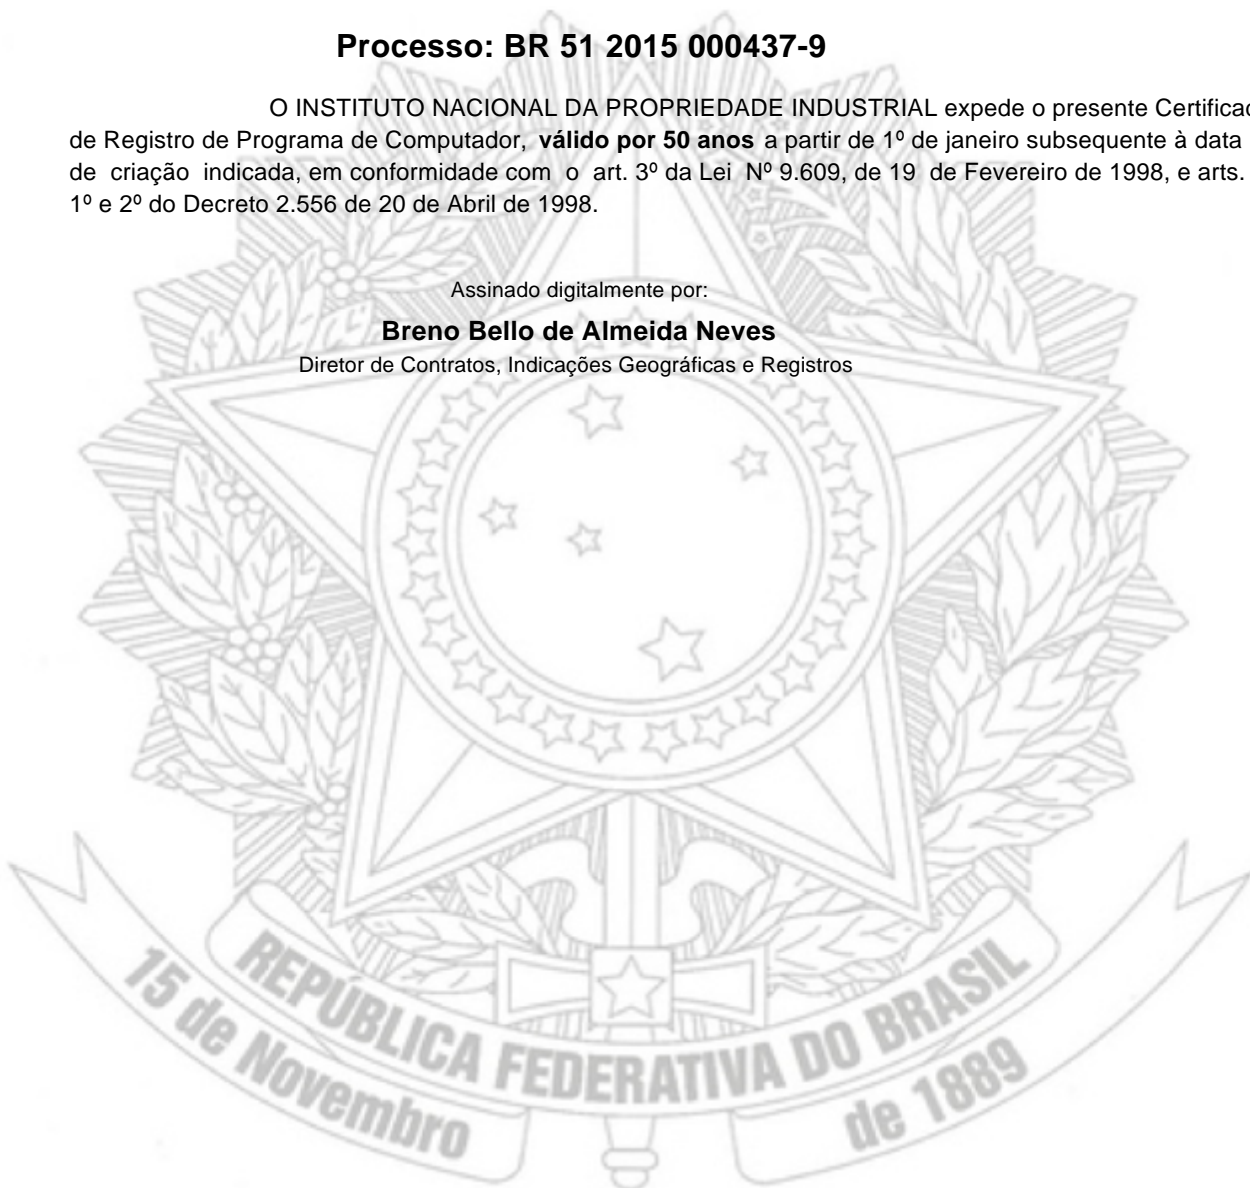 Processo: BR 51 2015 000437-9
O INSTITUTO NACIONAL DA PROPRIEDADE INDUSTRIAL expede o presente
de Registro de Programa de Computador, válido por 50 anos a partir de 1º de janeiro subsequente à data
de criação indicada, em conformidade com o art. 3º da Lei Nº 9.609, de 19 de Fevereiro de 1998, e arts.
1º e 2º do Decreto 2.556 de 20 de Abril de 1998.
Assinado digitalmente por:
Breno Bello de Almeida Neves
Diretor de Contratos, Indicações Geográficas e Registros
REPÚBLICA FEDERATIVA DO BRASIL
15 de Novembro de 1889